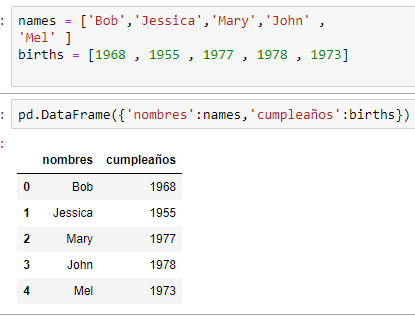 : names = ['Bob','Jessica','Mary','John' ,
'Mel' ]
births = [1968 , 1955 , 1977 , 1978 , 1973]
: pd.DataFrame({'nombres':names,'cumpleaños':births})
:
nombres cumpleaños
0 Bob 1968
1 Jessica 1955
2 Mary 1977
3 John 1978
4 Mel 1973